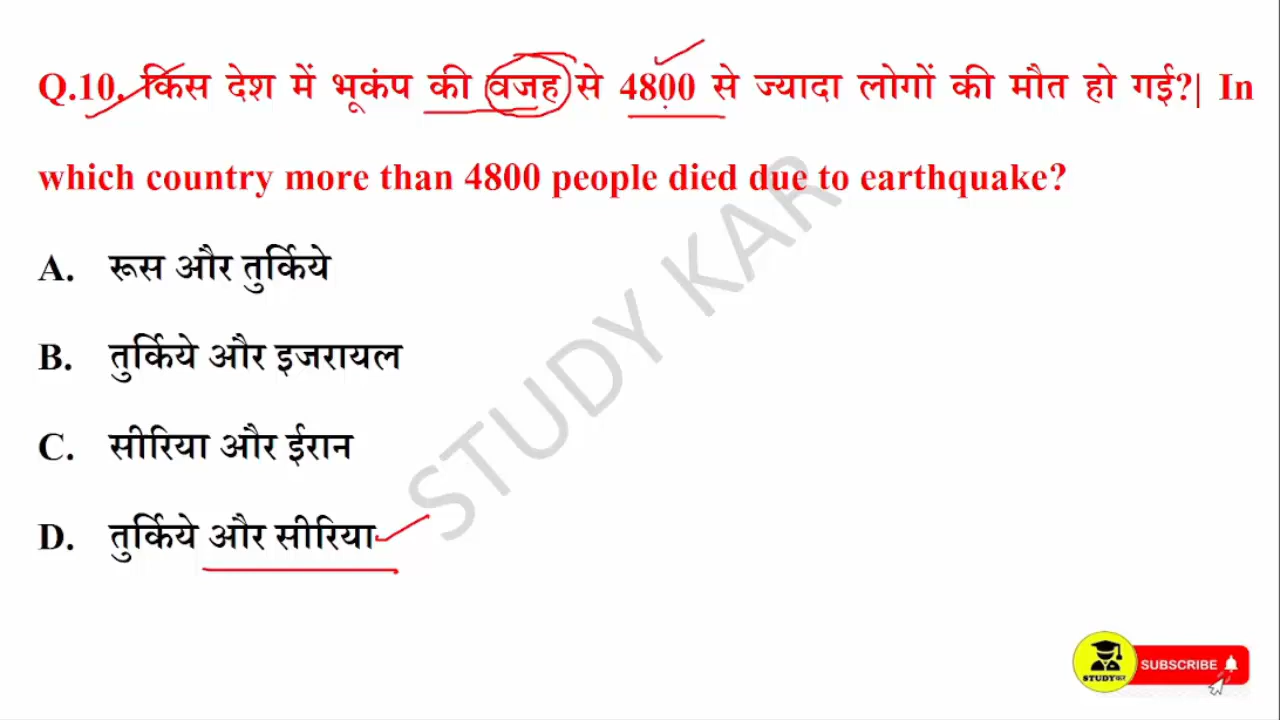 Q.10. किस देश में भूकंप की वजह से 4800 से ज्यादा लोगों की मौत हो गई?| In
which country more than 4800 people died due to earthquake?
A. रूस और तुर्किये
B. तुर्किये और इजरायल
C. सीरिया और ईरान
D. तुर्किये और सीरिया
STUDY KAR
SUBSCRIBE